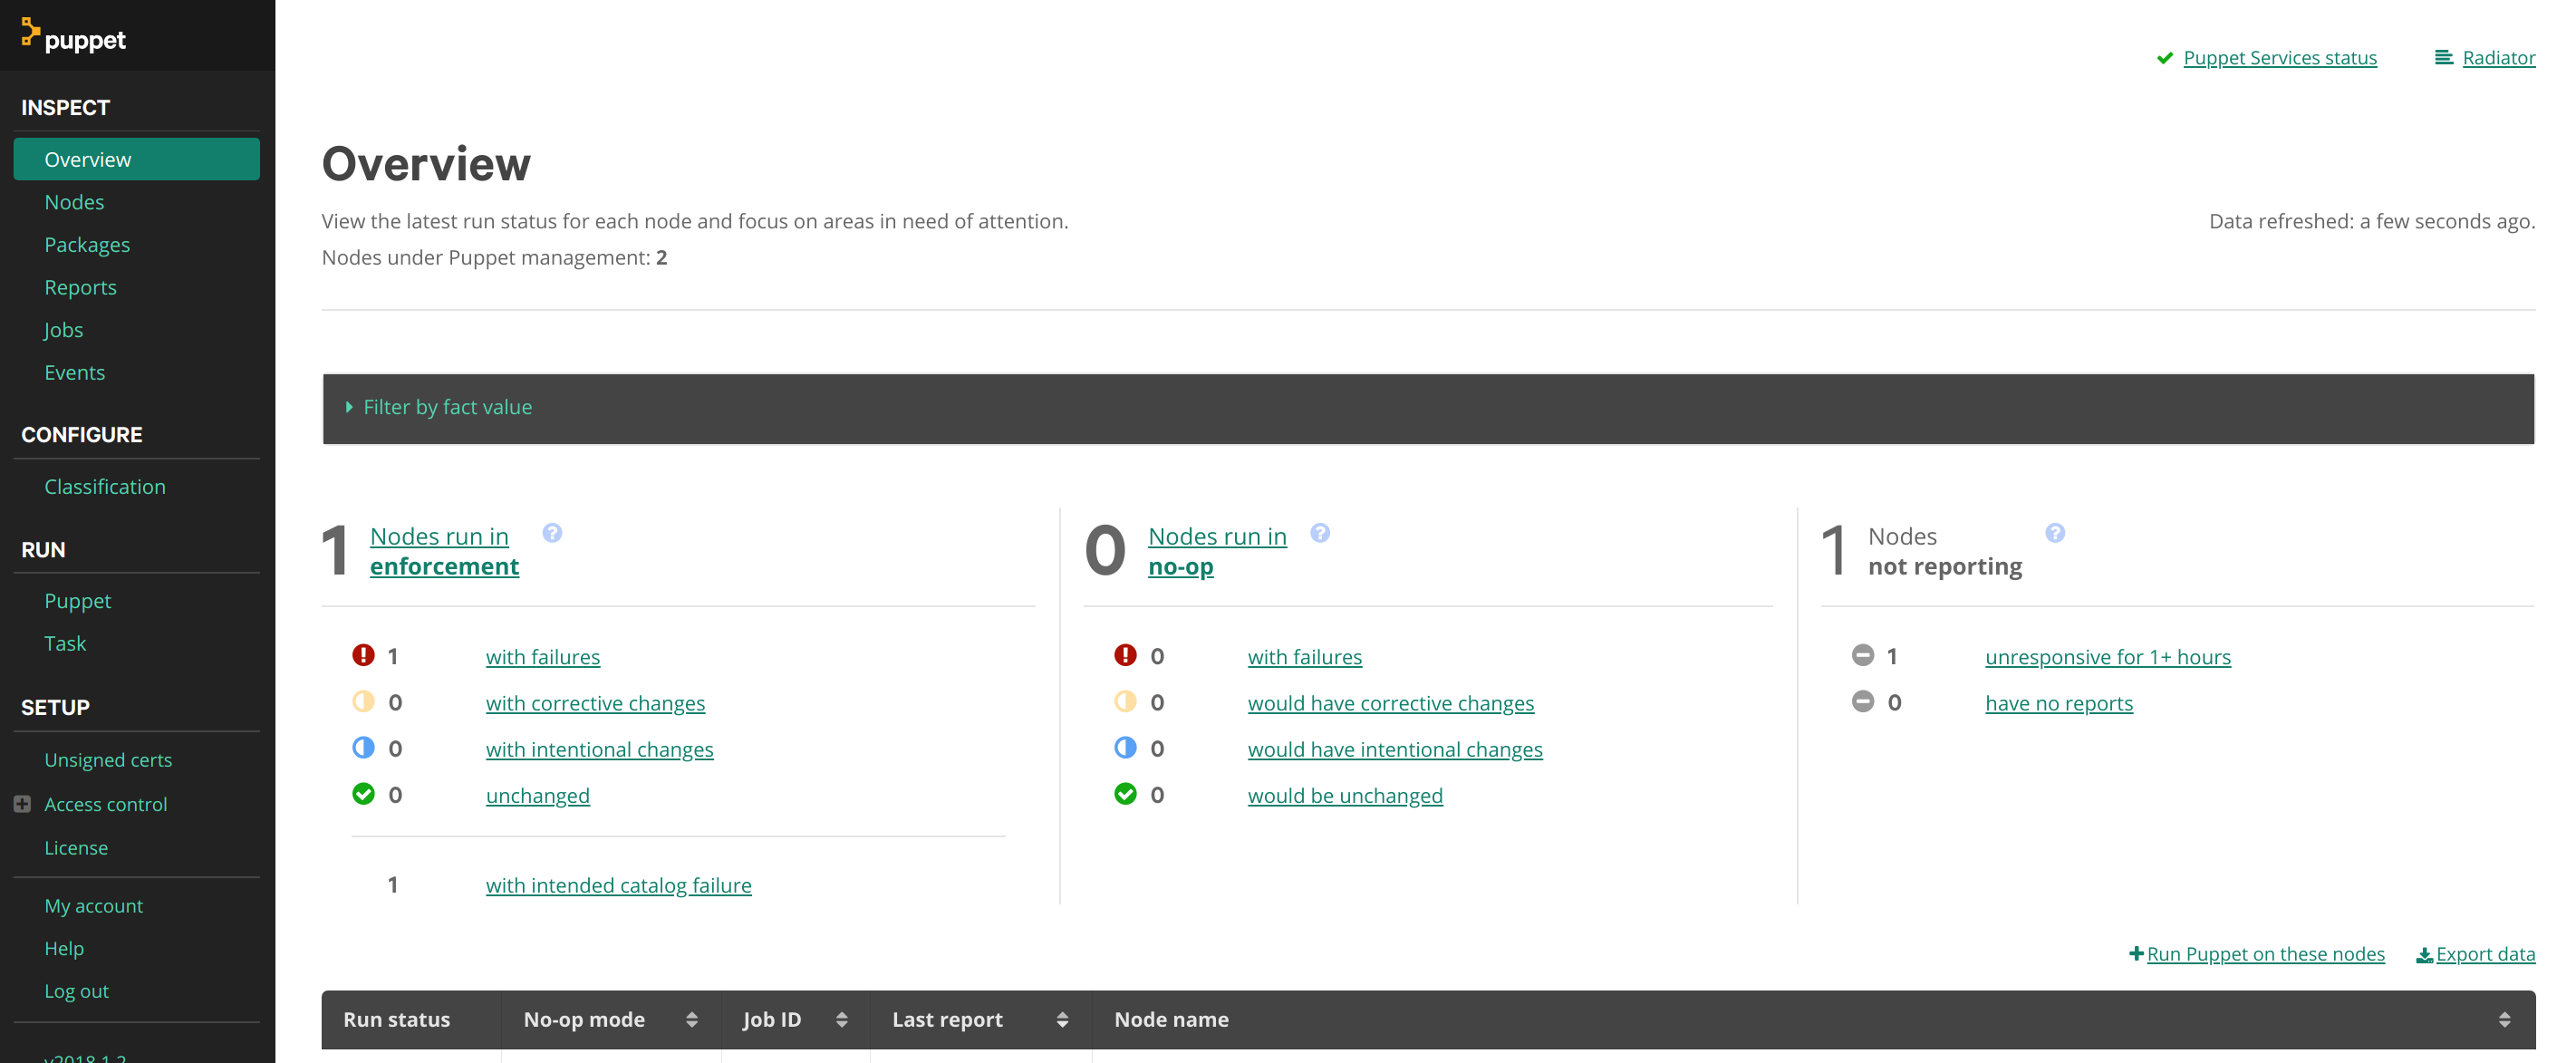 puppet
INSPECT
Overview
Nodes
Packages
Reports
Jobs
Events
CONFIGURE
Classification
RUN
Puppet
Task
SETUP
Unsigned certs
Access control
License
My account
Help
Log out
v2018.1.2
Puppet Services status
Radiator
Overview
View the latest run status for each node and focus on areas in need of attention.
Data refreshed: a few seconds ago.
Nodes under Puppet management: 2
Filter by fact value
1 Nodes run in ?
enforcement
1 with failures
0 with corrective changes
0 with intentional changes
0 unchanged
1 with intended catalog failure
0 Nodes run in ?
no-op
0 with failures
0 would have corrective changes
0 would have intentional changes
0 would be unchanged
1 Nodes ?
not reporting
1 unresponsive for 1+ hours
0 have no reports
Run Puppet on these nodes
Export data
Run status No-op mode Job ID Last report Node name